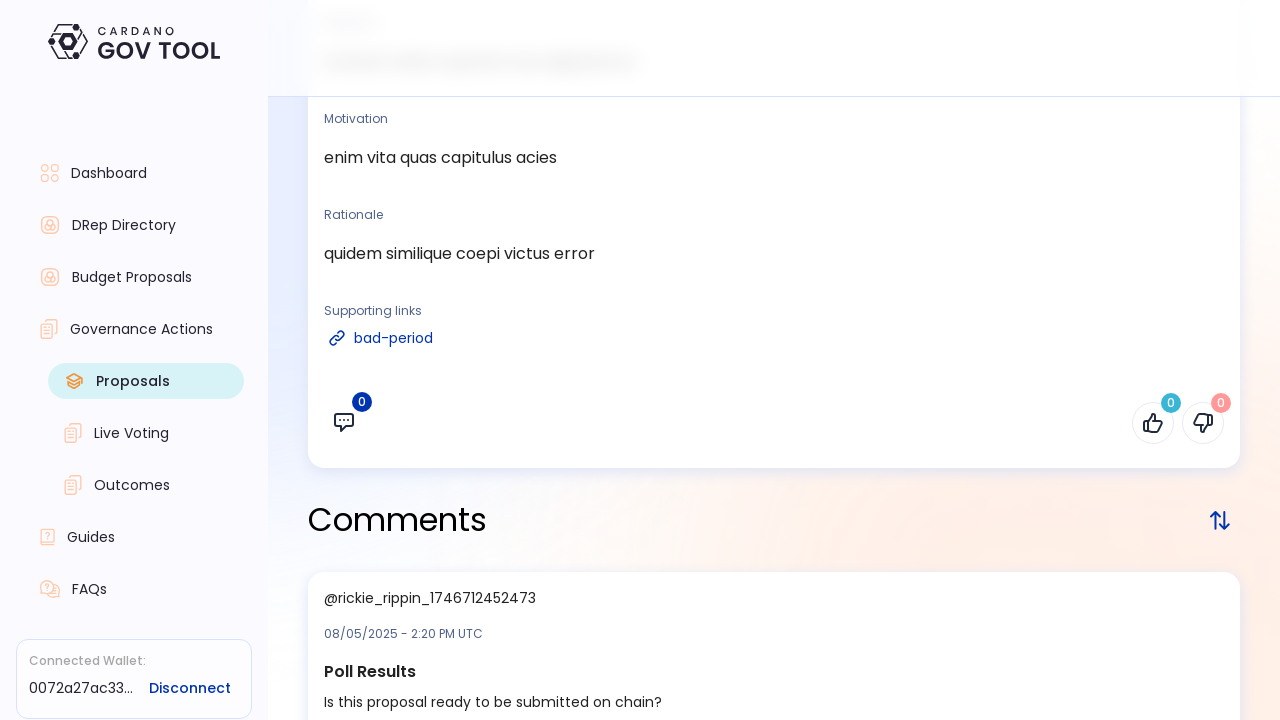 CARDANO
GOV TOOL
Dashboard
DRep Directory
Budget Proposals
Governance Actions
Proposals
Live Voting
Outcomes
Guides
FAQs
Connected Wallet:
0072a27ac33...
Disconnect
Motivation
enim vita quas capitulus acies
Rationale
quidem similique coepi victus error
Supporting links
bad-period
0
0
0
Comments
@rickie_rippin_1746712452473
08/05/2025 - 2:20 PM UTC
Poll Results
Is this proposal ready to be submitted on chain?